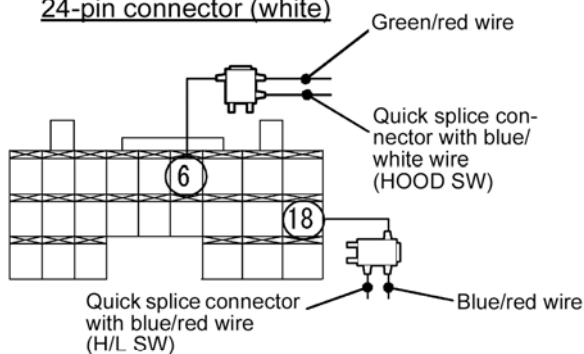 24-pin connector (white)
Green/red wire
Quick splice con-
nector with blue/
white wire
(HOOD SW)
6
18
Quick splice connector
with blue/red wire
(H/L SW)
Blue/red wire